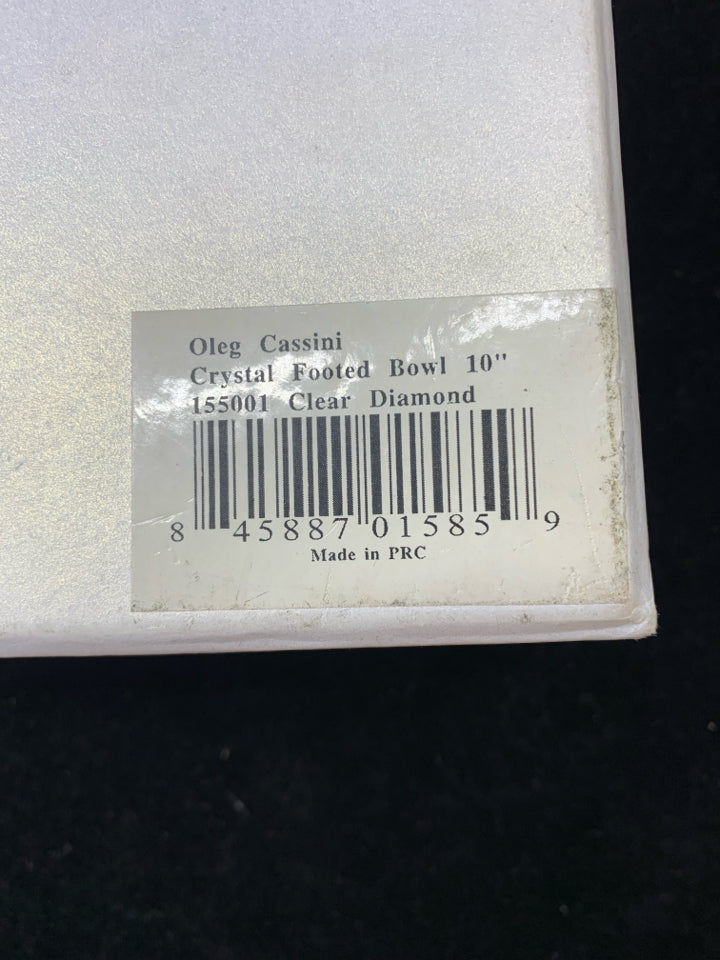 Oleg Cassini
Crystal Footed Bowl 10"
155001 Clear Diamond
8 45887 01585 9
Made in PRC